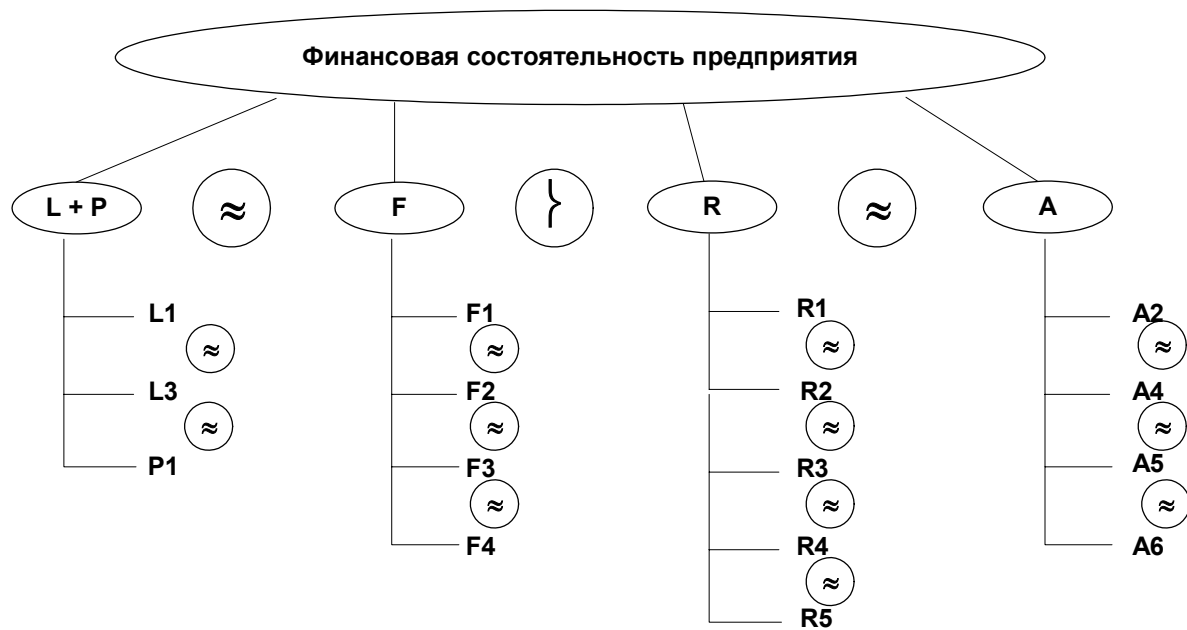 Финансовая состоятельность предприятия
L + P ≈ F } R ≈ A
L1
≈
L3
≈
P1
F1
≈
F2
≈
F3
≈
F4
R1
≈
R2
≈
R3
≈
R4
≈
R5
A2
≈
A4
≈
A5
≈
A6